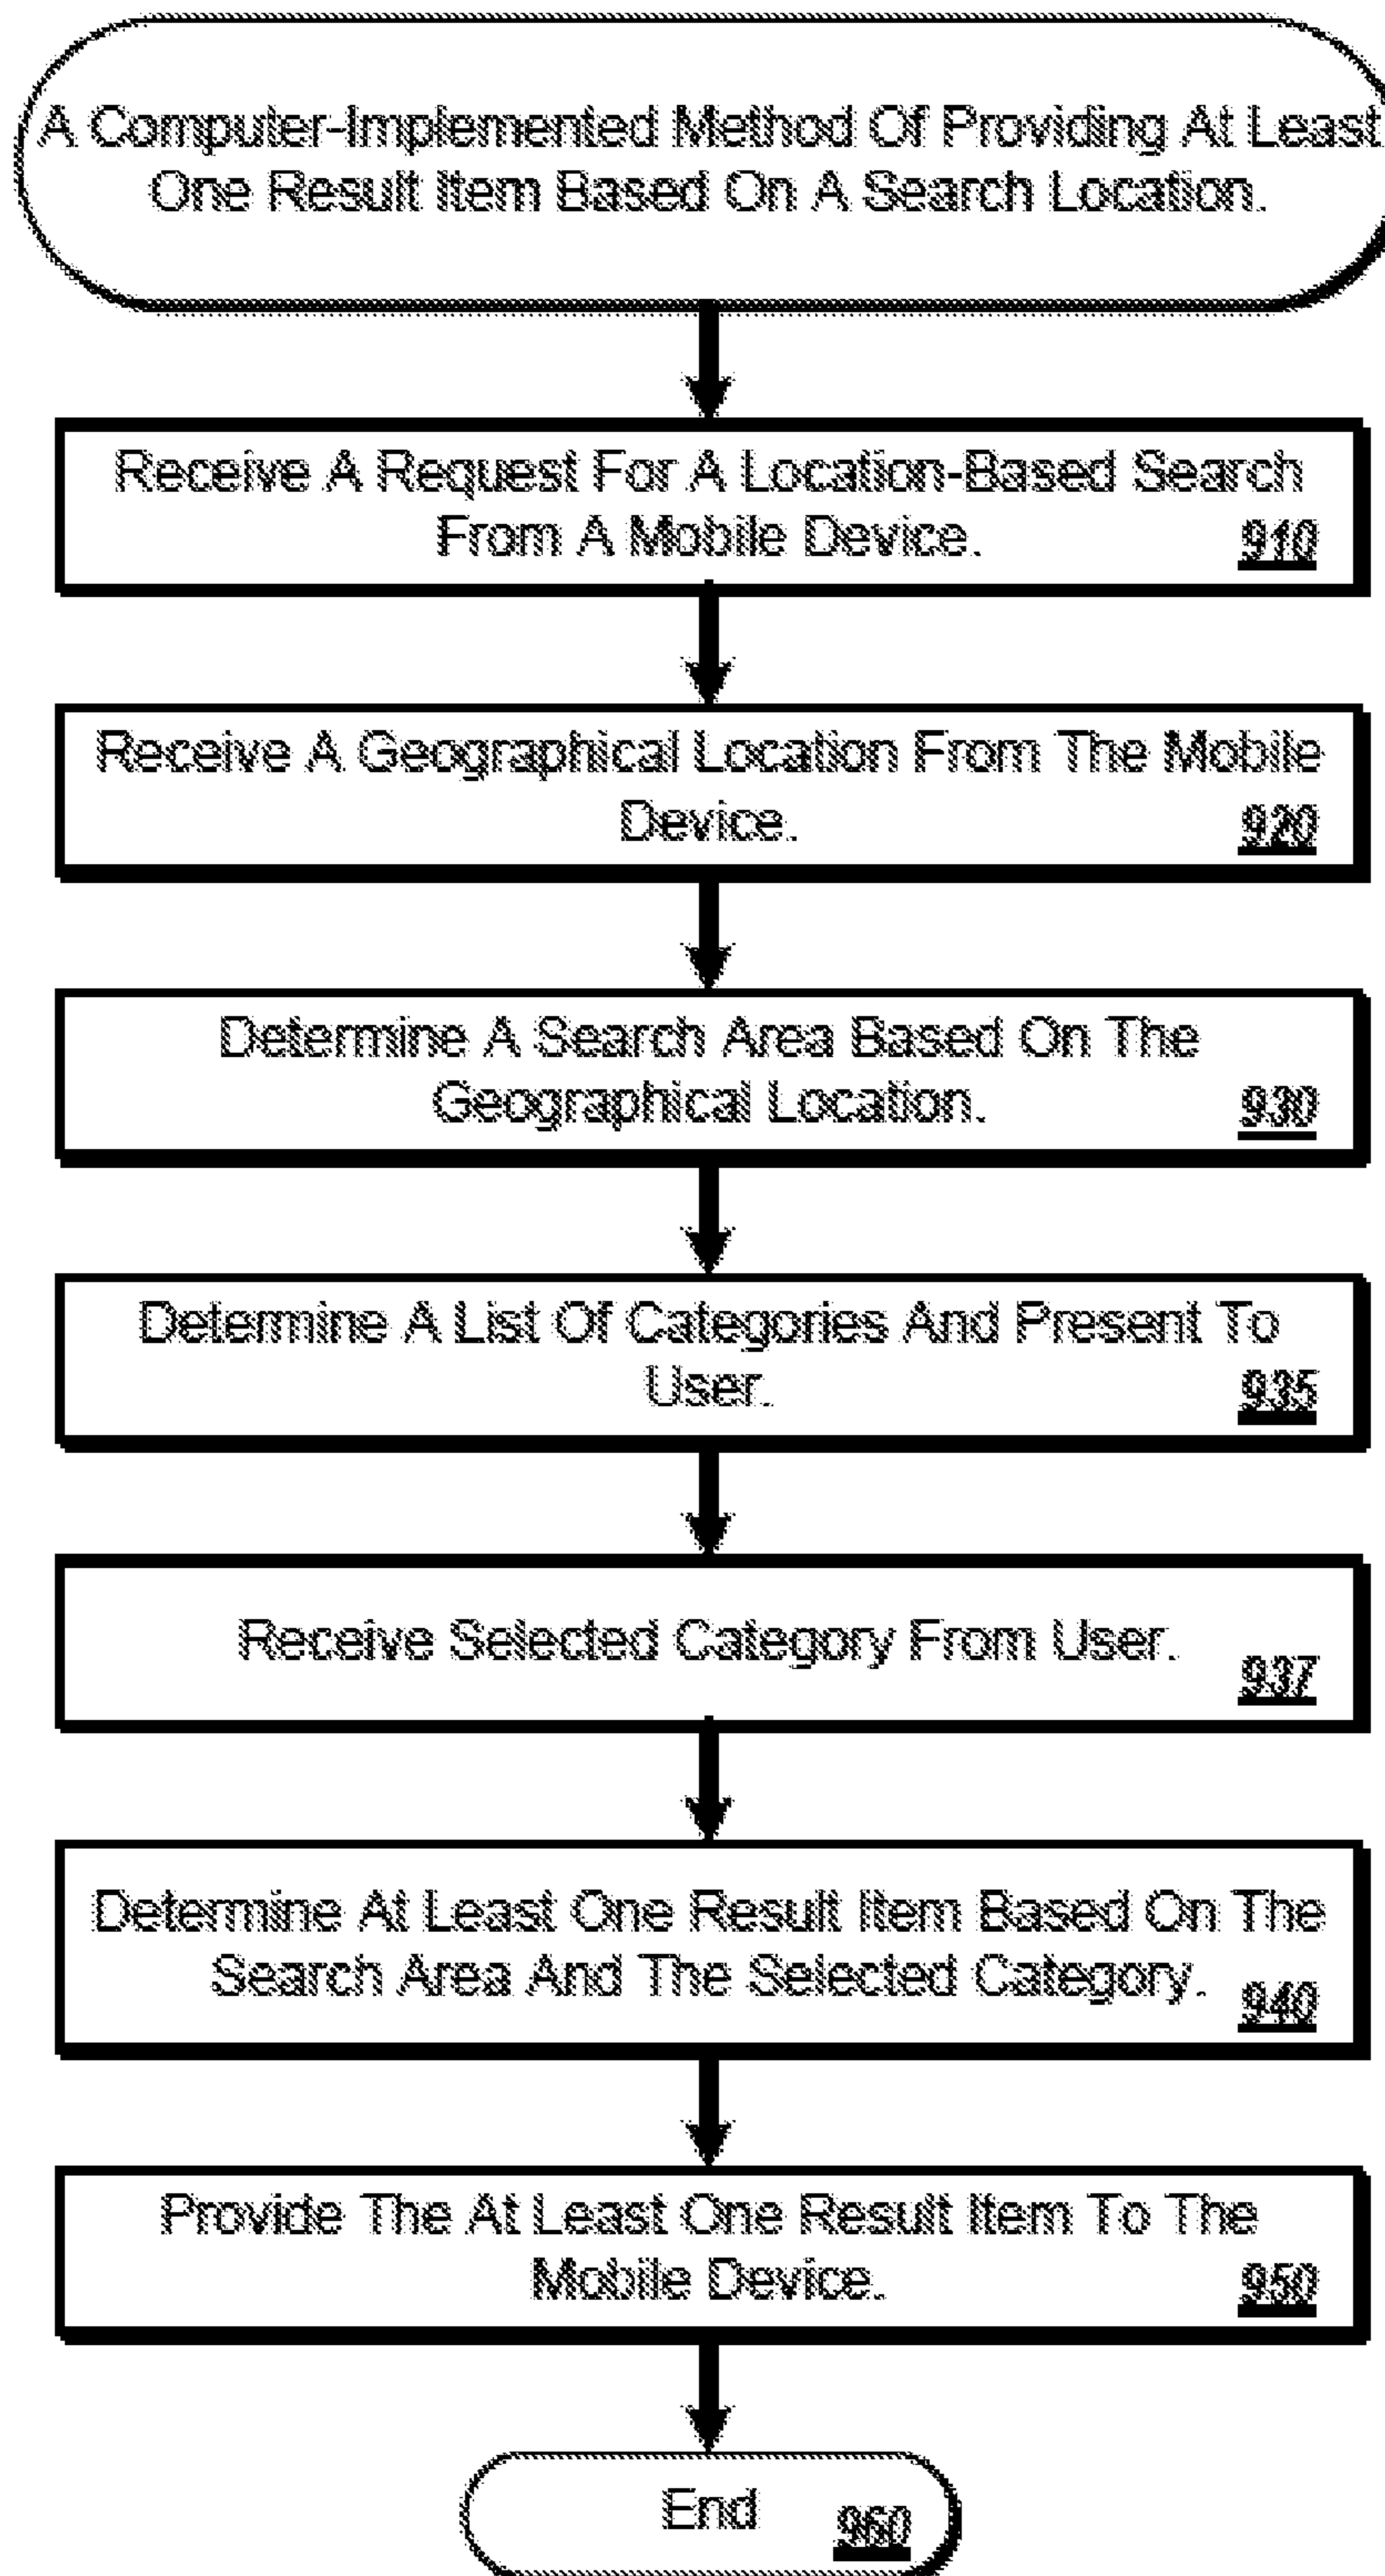 A Computer-Implemented Method Of Providing At Least
One Result Item Based On A Search Location.
Receive A Request For A Location-Based Search
From A Mobile Device.
910
Receive A Geographical Location From The Mobile
Device.
920
Determine A Search Area Based On The
Geographical Location.
930
Determine A List Of Categories And Present To
User.
935
Receive Selected Category From User.
937
Determine At Least One Result Item Based On The
Search Area And The Selected Category.
940
Provide The At Least One Result Item To The
Mobile Device.
950
End
960